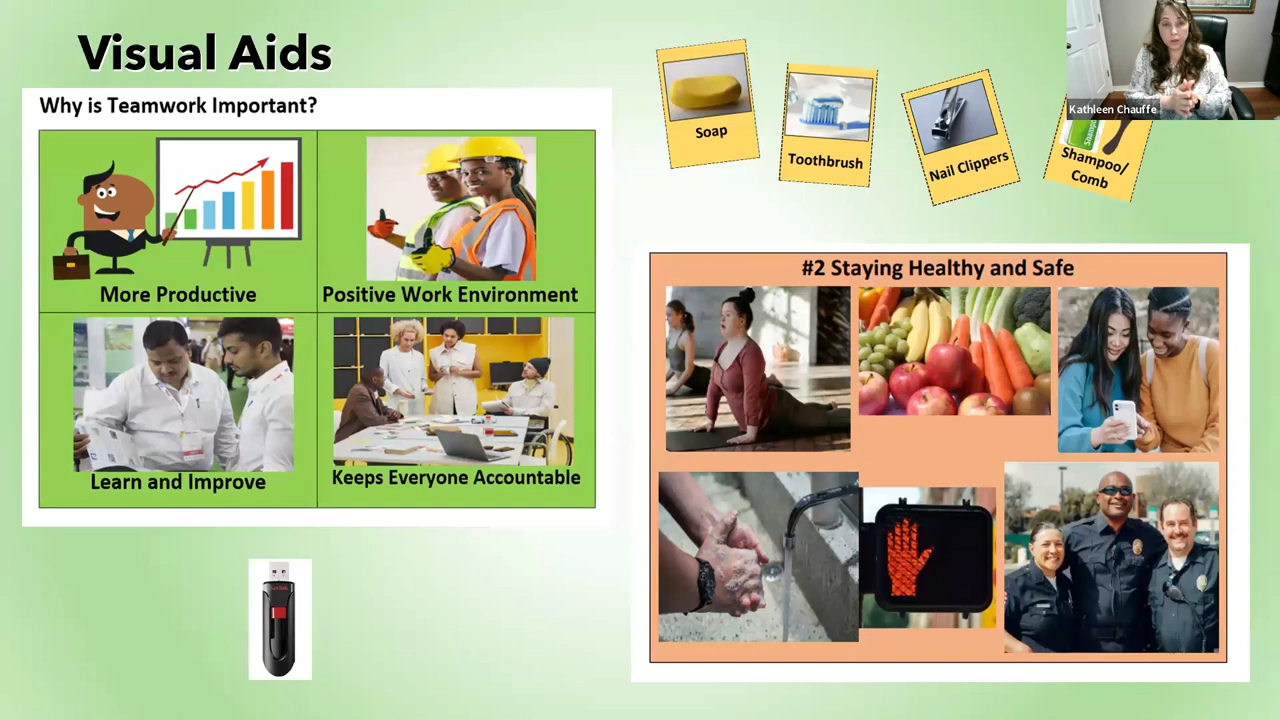 Visual Aids
Why is Teamwork Important?
More Productive
Positive Work Environment
Learn and Improve
Keeps Everyone Accountable
Soap
Toothbrush
Nail Clippers
Shampoo/
Comb
Kathleen Chauffe
#2 Staying Healthy and Safe